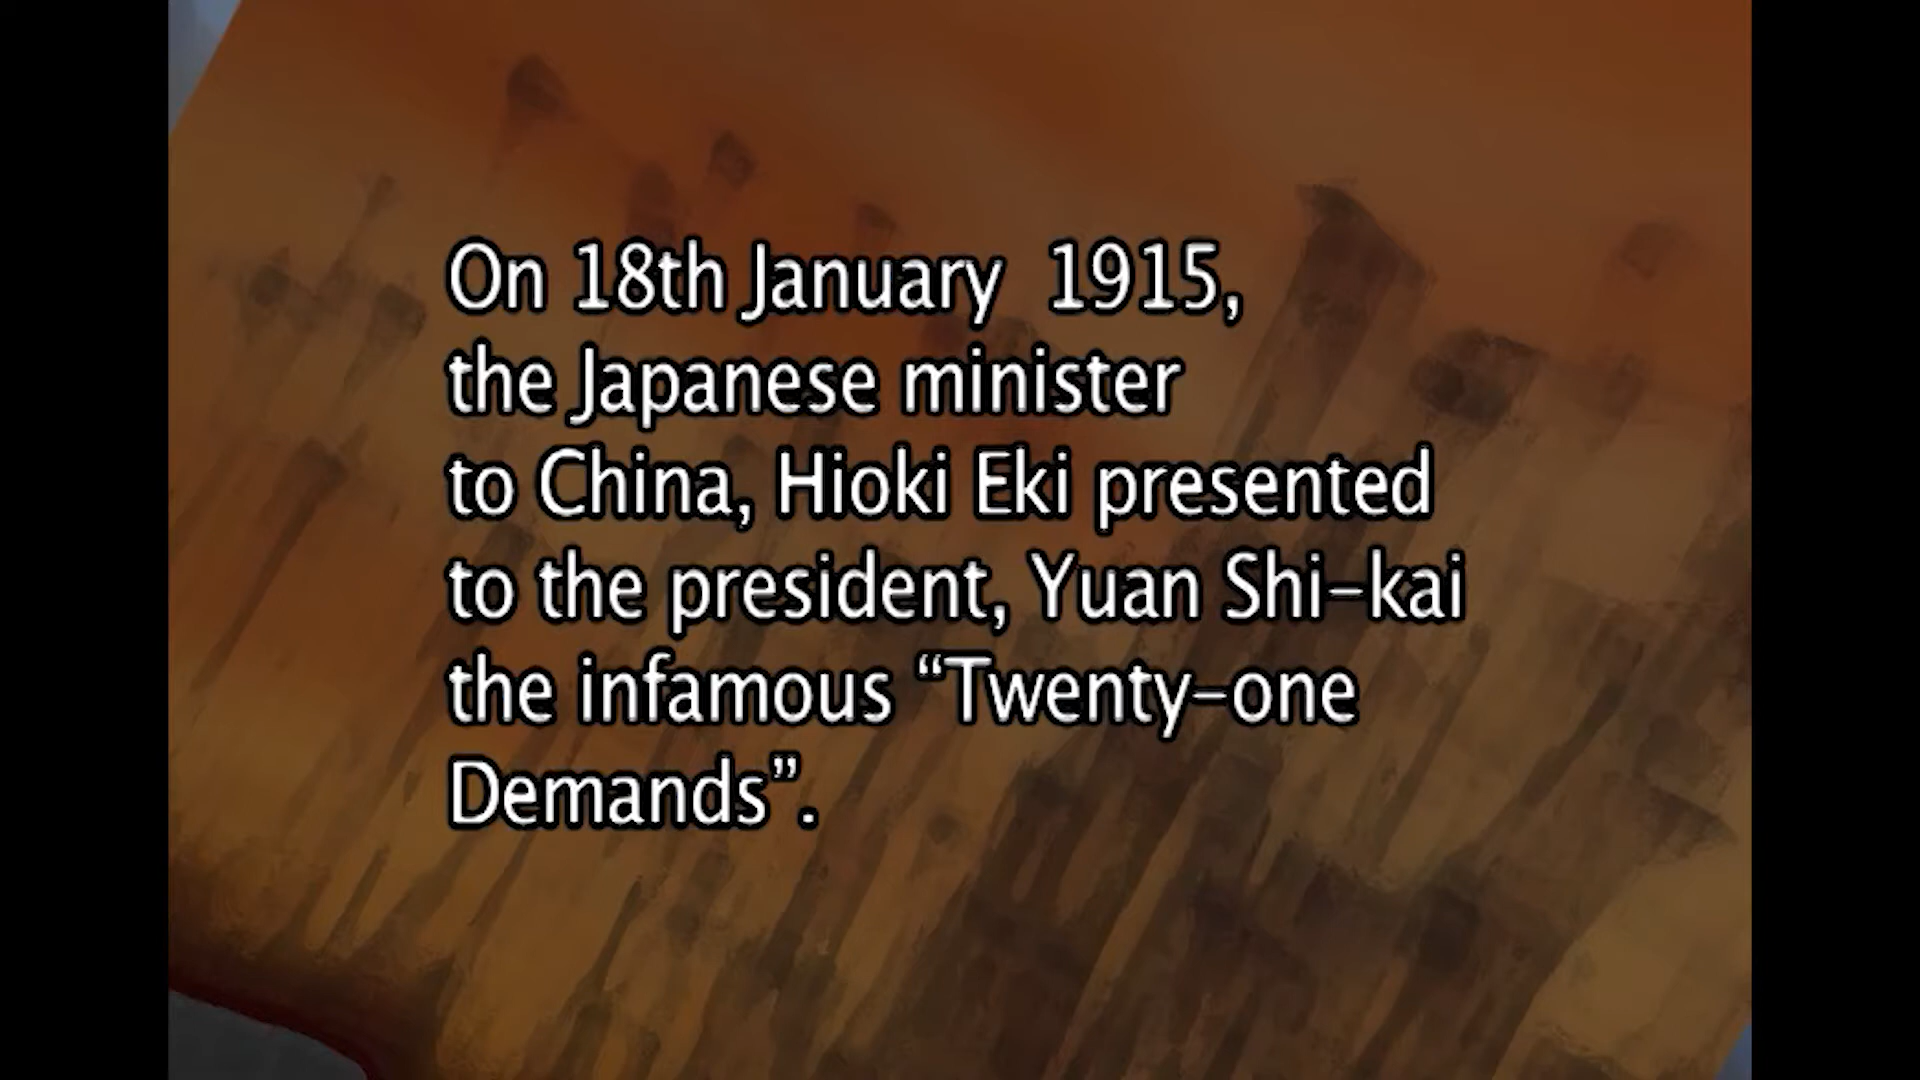 On 18th January  1915,
the Japanese minister
to China, Hioki Eki presented
to the president, Yuan Shi-kai
the infamous “Twenty-one
Demands”.